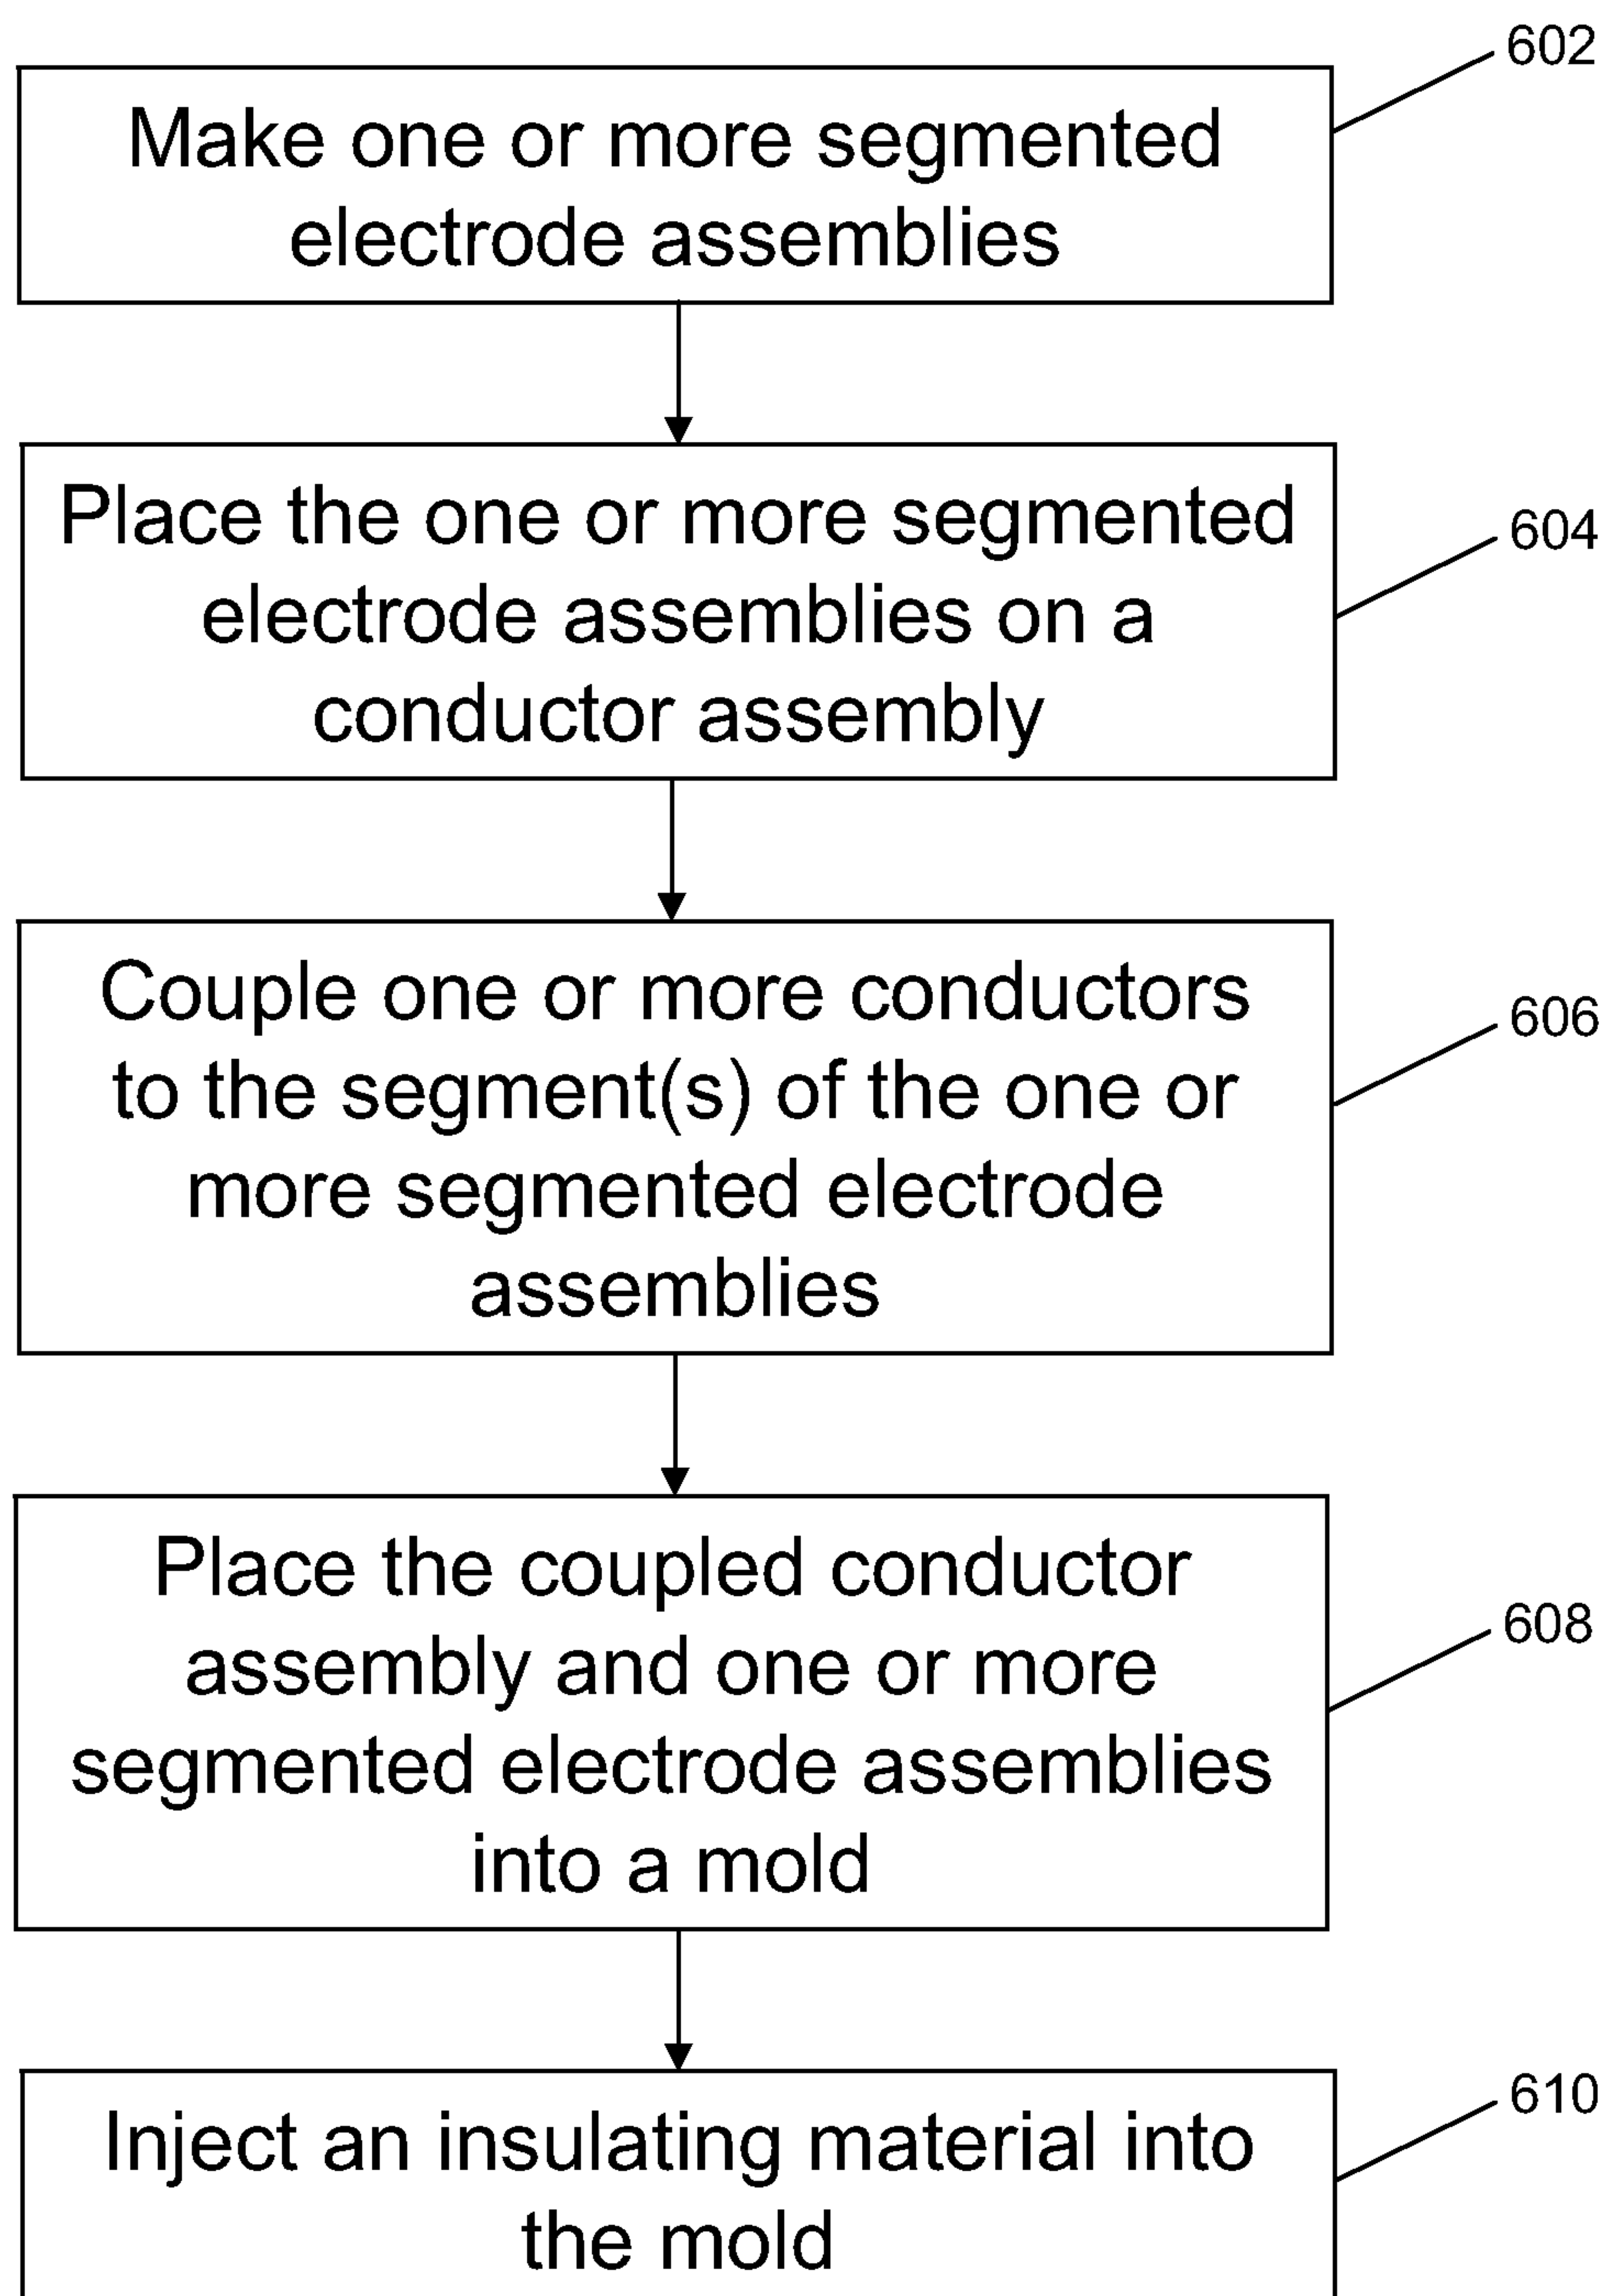 602
Make one or more segmented
electrode assemblies
604
Place the one or more segmented
electrode assemblies on a
conductor assembly
606
Couple one or more conductors
to the segment(s) of the one or
more segmented electrode
assemblies
608
Place the coupled conductor
assembly and one or more
segmented electrode assemblies
into a mold
610
Inject an insulating material into
the mold